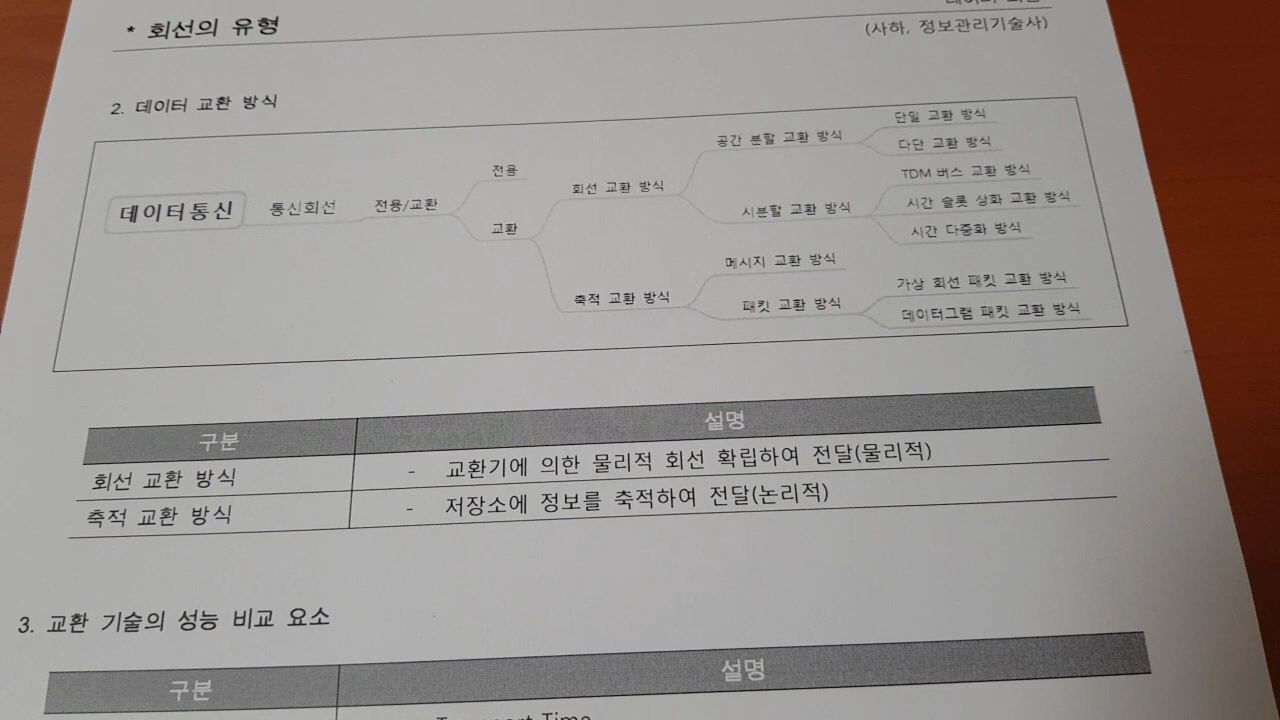 * 회선의 유형
(사하, 정보관리기술사)
2. 데이터 교환 방식
데이터통신
통신회선
전용/교환
전용
교환
회선 교환 방식
축적 교환 방식
공간 분할 교환 방식
시분할 교환 방식
메시지 교환 방식
패킷 교환 방식
단일 교환 방식
다단 교환 방식
TDM 버스 교환 방식
시간 슬롯 상화 교환 방식
시간 다중화 방식
가상 회선 패킷 교환 방식
데이터그램 패킷 교환 방식
구분 설명
회선 교환 방식 - 교환기에 의한 물리적 회선 확립하여 전달(물리적)
축적 교환 방식 - 저장소에 정보를 축적하여 전달(논리적)
3. 교환 기술의 성능 비교 요소
구분 설명